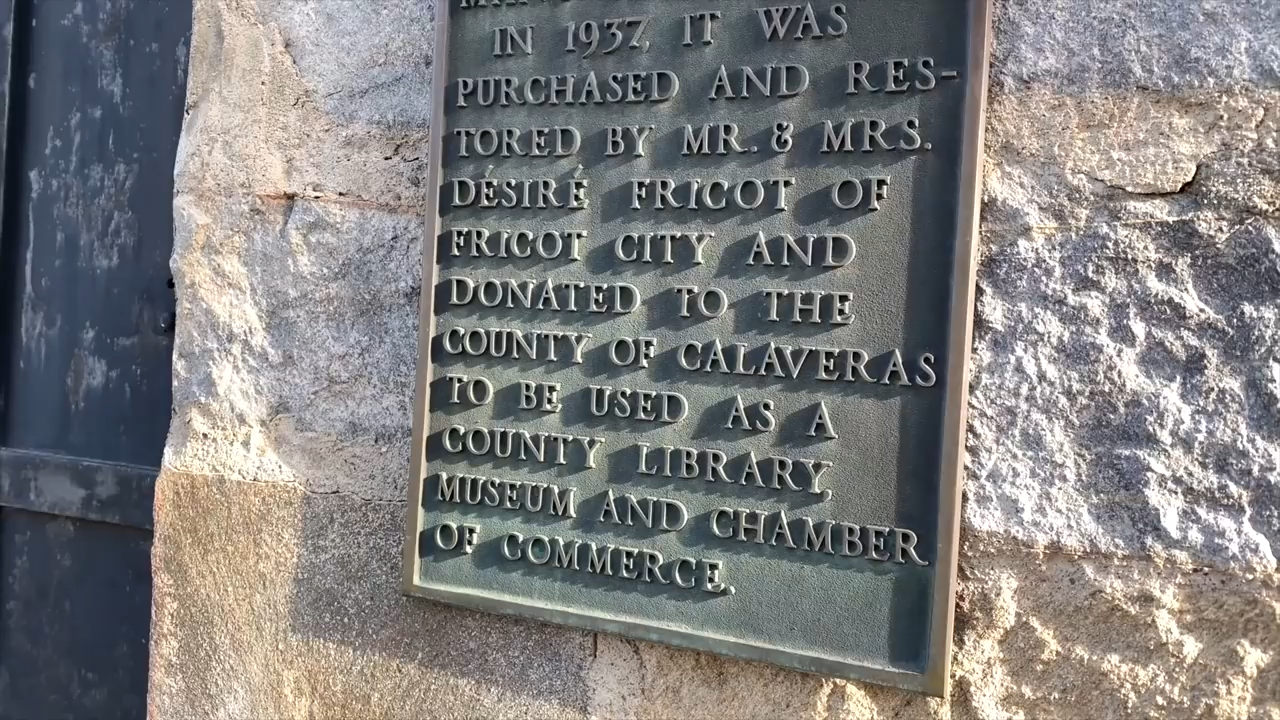 IN 1937, IT WAS
PURCHASED AND RES-
TORED BY MR. & MRS.
DÉSIRÉ FRICOT OF
FRICOT CITY AND
DONATED TO THE
COUNTY OF CALAVERAS
TO BE USED AS A
COUNTY LIBRARY,
MUSEUM AND CHAMBER
OF COMMERCE.